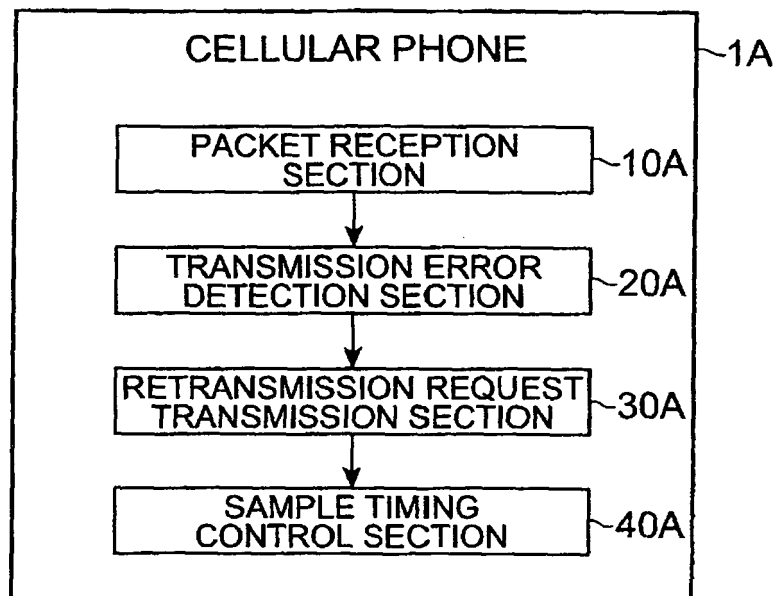 CELLULAR PHONE
1A
PACKET RECEPTION
SECTION
10A
TRANSMISSION ERROR
DETECTION SECTION
20A
RETRANSMISSION REQUEST
TRANSMISSION SECTION
30A
SAMPLE TIMING
CONTROL SECTION
40A